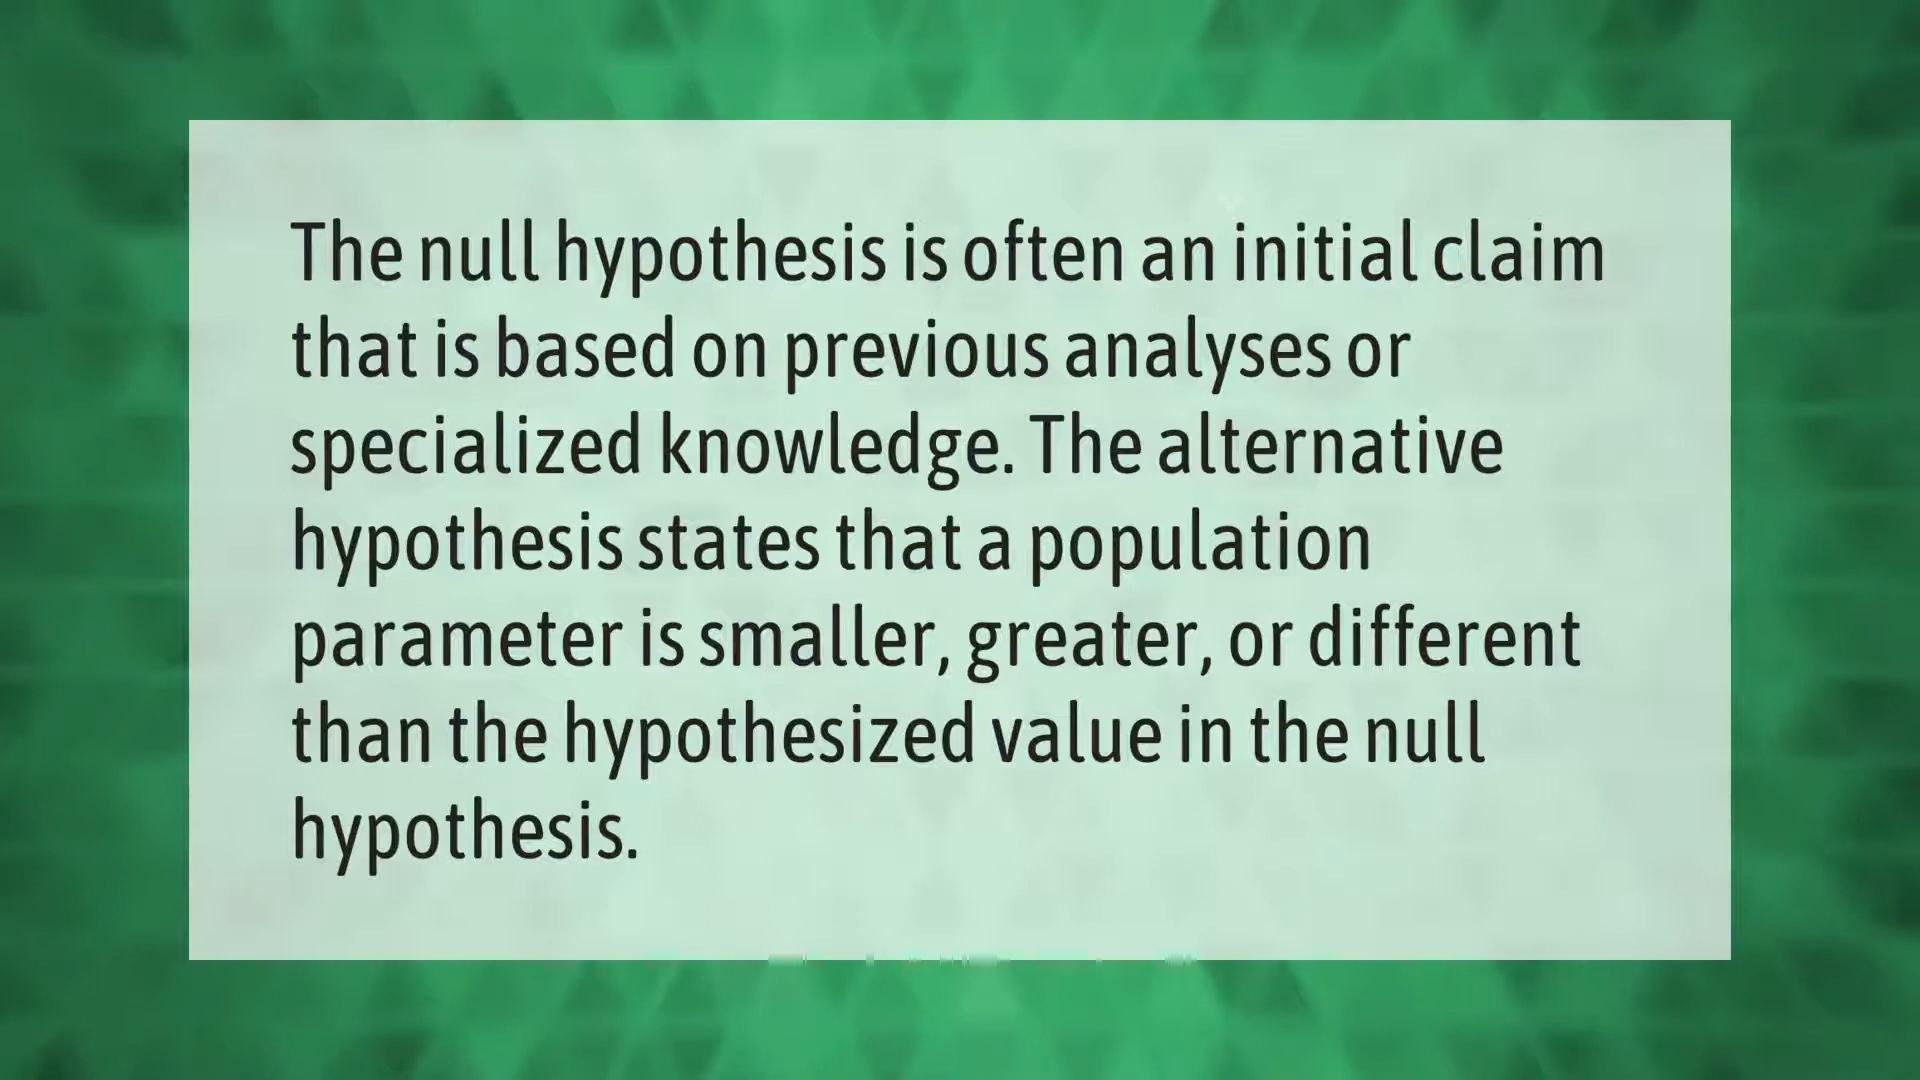 The null hypothesis is often an initial claim
that is based on previous analyses or
specialized knowledge. The alternative
hypothesis states that a population
parameter is smaller, greater, or different
than the hypothesized value in the null
hypothesis.